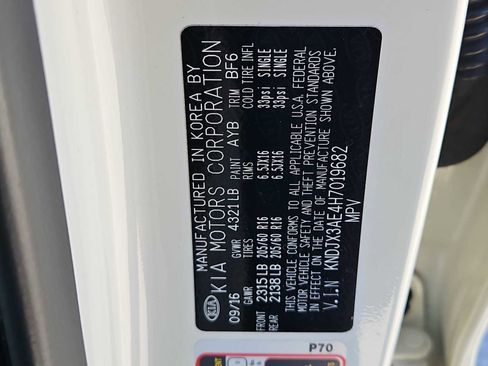 MANUFACTURED IN KOREA BY
KIA KIA MOTORS CORPORATION
09/16 GVWR 4321LB PAINT AYB TRIM BF6
GAWR TIRES RIMS COLD TIRE INFL
FRONT 2315LB 205/60 R16 6.5JX16 33psi SINGLE
REAR 2138LB 205/60 R16 6.5JX16 33psi SINGLE
THIS VEHICLE CONFORMS TO ALL APPLICABLE U.S.A. FEDERAL
MOTOR VEHICLE SAFETY AND THEFT PREVENTION STANDARDS
IN EFFECT ON THE DATE OF MANUFACTURE SHOWN ABOVE.
V.I.N KNDJX3AE4H7019682
MPV
P70